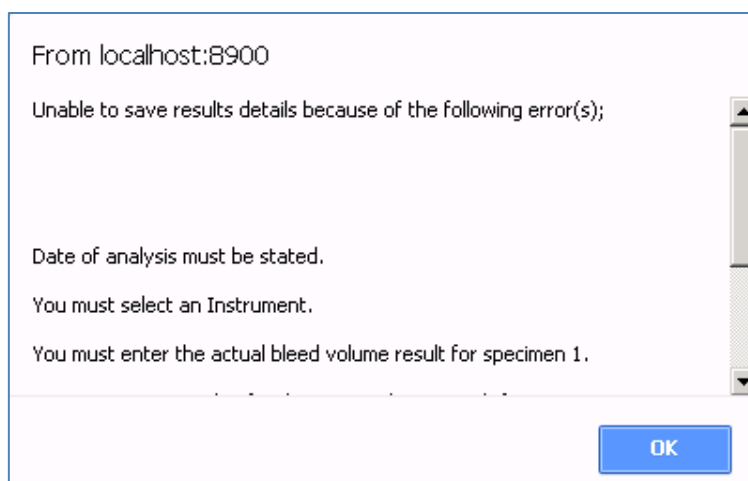 From localhost:8900
Unable to save results details because of the following error(s);
Date of analysis must be stated.
You must select an Instrument.
You must enter the actual bleed volume result for specimen 1.
OK